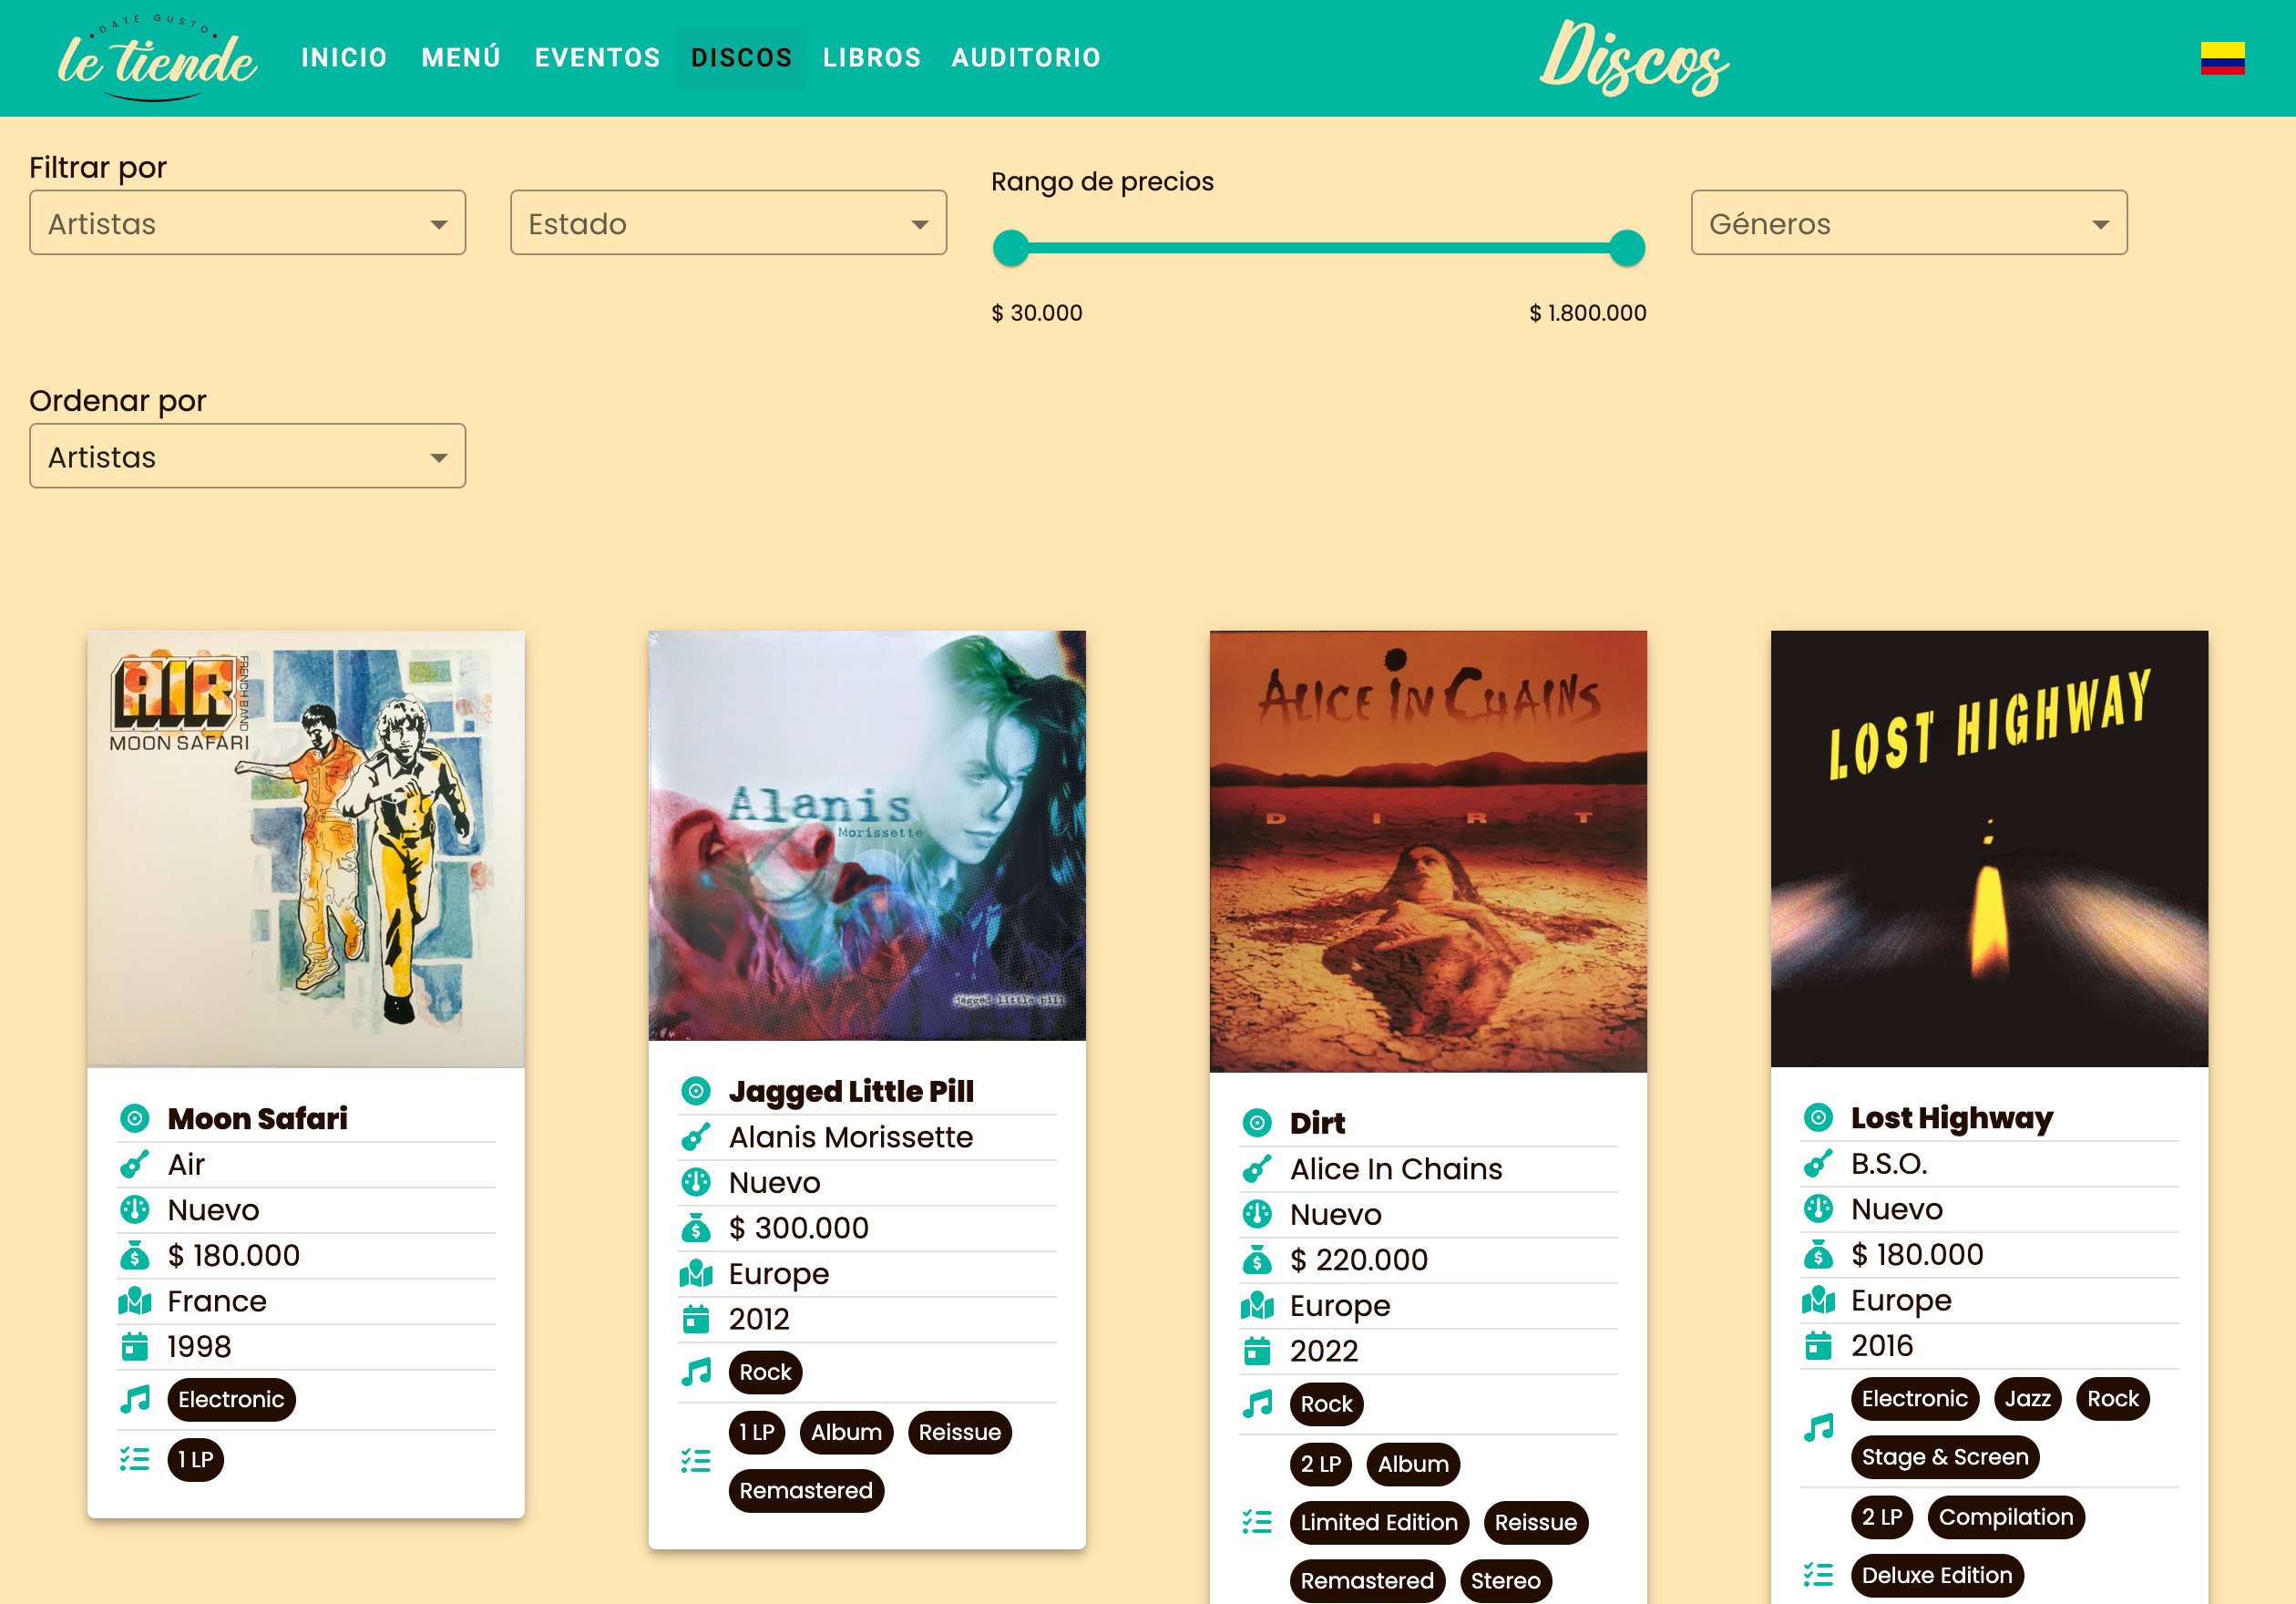 DATE GUSTO
le tiende
INICIO MENÚ EVENTOS DISCOS LIBROS AUDITORIO
Discos
Filtrar por
Artistas
Estado
Rango de precios
$ 30.000 $ 1.800.000
Géneros
Ordenar por
Artistas
AIR
FRENCH BAND
MOON SAFARI
Moon Safari
Air
Nuevo
$ 180.000
France
1998
Electronic
1 LP
Alanis
Morissette
jagged little pill
Jagged Little Pill
Alanis Morissette
Nuevo
$ 300.000
Europe
2012
Rock
1 LP Album Reissue
Remastered
ALICE IN CHAINS
DIRT
Dirt
Alice In Chains
Nuevo
$ 220.000
Europe
2022
Rock
2 LP Album
Limited Edition Reissue
Remastered Stereo
LOST HIGHWAY
Lost Highway
B.S.O.
Nuevo
$ 180.000
Europe
2016
Electronic Jazz Rock
Stage & Screen
2 LP Compilation
Deluxe Edition